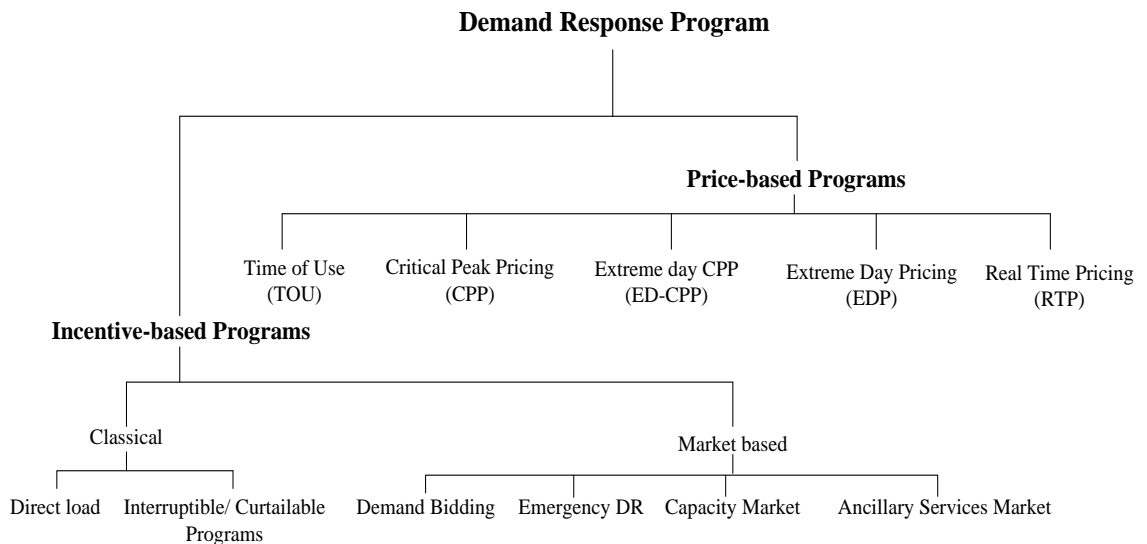 Demand Response Program
Price-based Programs
Time of Use
(TOU)
Critical Peak Pricing
(CPP)
Extreme day CPP
(ED-CPP)
Extreme Day Pricing
(EDP)
Real Time Pricing
(RTP)
Incentive-based Programs
Classical
Market based
Direct load
Interruptible/ Curtailable
Programs
Demand Bidding
Emergency DR
Capacity Market
Ancillary Services Market